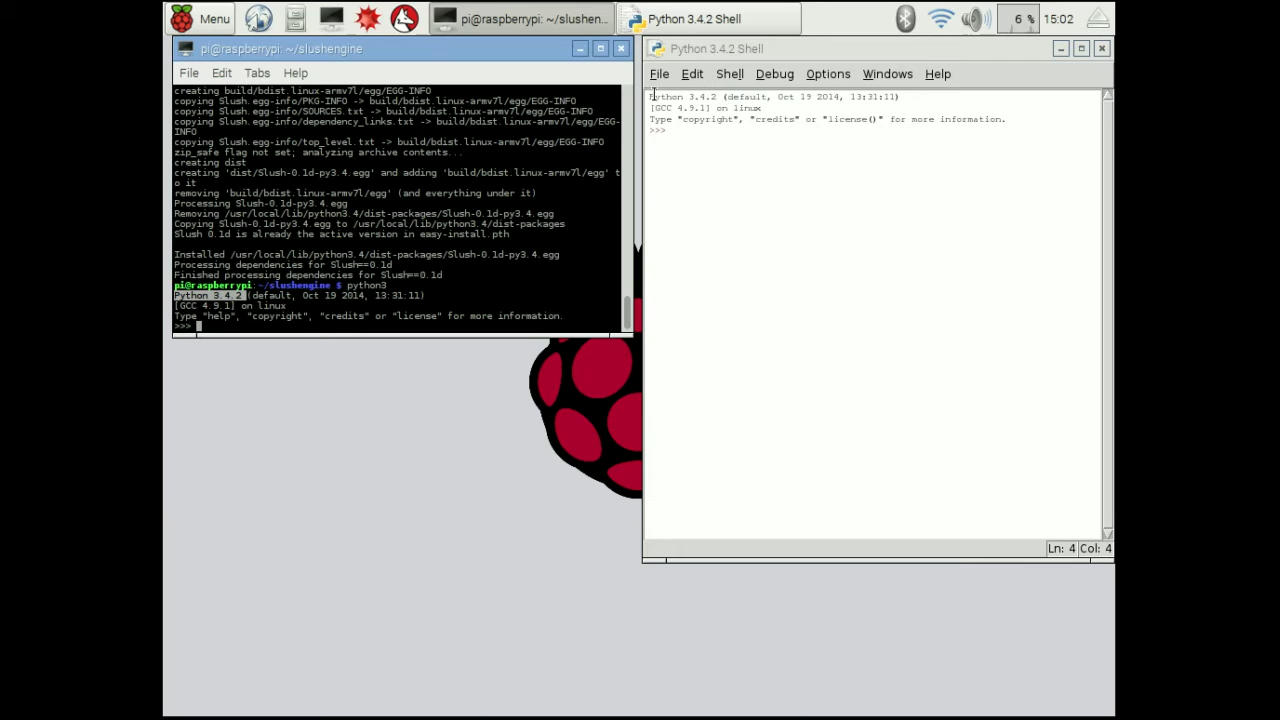 Menu
pi@raspberrypi: ~/slushen...
Python 3.4.2 Shell
6 %
15:02
pi@raspberrypi: ~/slushengine
File Edit Tabs Help
creating build/bdist.linux-armv7l/egg/EGG-INFO
copying Slush.egg-info/PKG-INFO -> build/bdist.linux-armv7l/egg/EGG-INFO
copying Slush.egg-info/SOURCES.txt -> build/bdist.linux-armv7l/egg/EGG-INFO
copying Slush.egg-info/dependency_links.txt -> build/bdist.linux-armv7l/egg/EGG-
INFO
copying Slush.egg-info/top_level.txt -> build/bdist.linux-armv7l/egg/EGG-INFO
zip_safe flag not set; analyzing archive contents...
creating dist
creating 'dist/Slush-0.1d-py3.4.egg' and adding 'build/bdist.linux-armv7l/egg' t
o it
removing 'build/bdist.linux-armv7l/egg' (and everything under it)
Processing Slush-0.1d-py3.4.egg
Removing /usr/local/lib/python3.4/dist-packages/Slush-0.1d-py3.4.egg
Copying Slush-0.1d-py3.4.egg to /usr/local/lib/python3.4/dist-packages
Slush 0.1d is already the active version in easy-install.pth
Installed /usr/local/lib/python3.4/dist-packages/Slush-0.1d-py3.4.egg
Processing dependencies for Slush==0.1d
Finished processing dependencies for Slush==0.1d
pi@raspberrypi:~/slushengine $ python3
Python 3.4.2 (default, Oct 19 2014, 13:31:11)
[GCC 4.9.1] on linux
Type "help", "copyright", "credits" or "license" for more information.
>>>
Python 3.4.2 Shell
File Edit Shell Debug Options Windows Help
Python 3.4.2 (default, Oct 19 2014, 13:31:11)
[GCC 4.9.1] on linux
Type "copyright", "credits" or "license()" for more information.
>>>
Ln: 4 Col: 4